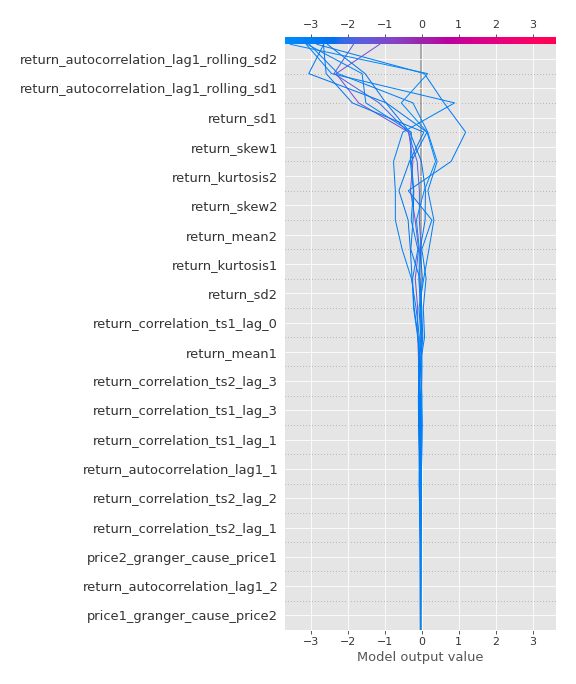 −3 −2 −1 0 1 2 3
return_autocorrelation_lag1_rolling_sd2
return_autocorrelation_lag1_rolling_sd1
return_sd1
return_skew1
return_kurtosis2
return_skew2
return_mean2
return_kurtosis1
return_sd2
return_correlation_ts1_lag_0
return_mean1
return_correlation_ts2_lag_3
return_correlation_ts1_lag_3
return_correlation_ts1_lag_1
return_autocorrelation_lag1_1
return_correlation_ts2_lag_2
return_correlation_ts2_lag_1
price2_granger_cause_price1
return_autocorrelation_lag1_2
price1_granger_cause_price2
−3 −2 −1 0 1 2 3
Model output value